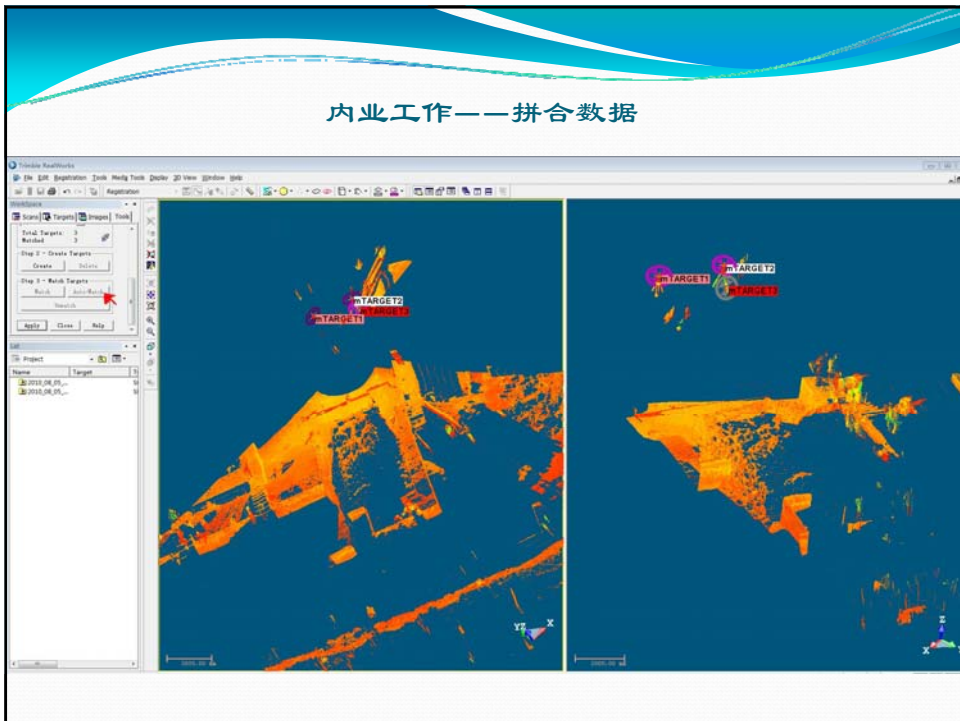 内业工作——拼合数据
Trimble RealWorks
File Edit Registration Tools Media Tools Display 3D View Window Help
Registration
WorkSpace
Scans Targets Images Tools
Total Targets: 3
Matched : 3
Step 2 - Create Targets
Create Delete
Step 3 - Match Targets
Match Auto-Match
Unmatch
Apply Close Help
List
Project
Name Target
2010_08_05_...
2010_08_05_...
mTARGET2
mTARGET3
mTARGET1
YZ X
mTARGET1
mTARGET2
mTARGET3
Z
X Y